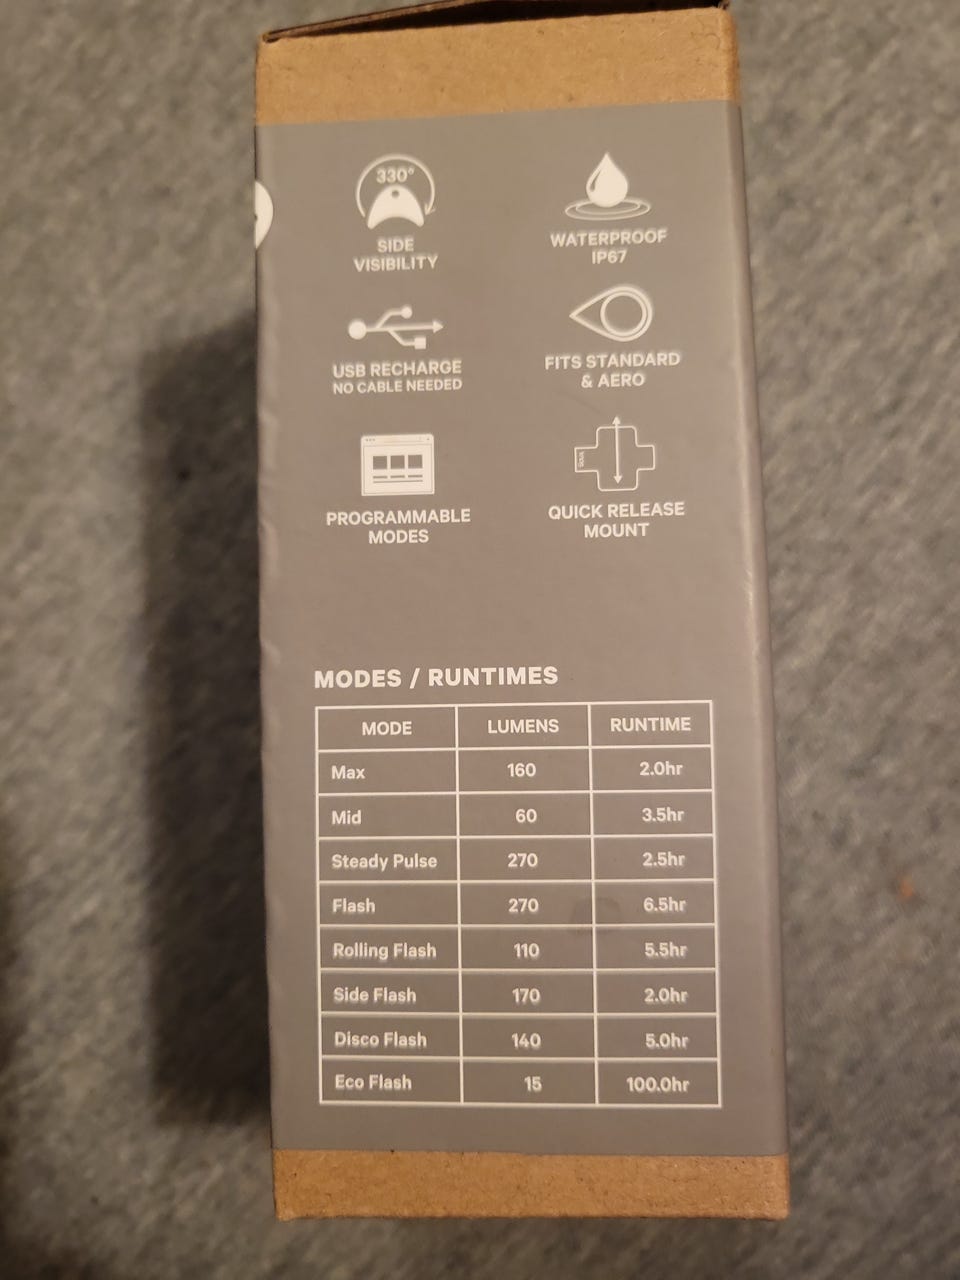 330°
SIDE
VISIBILITY
WATERPROOF
IP67
USB RECHARGE
NO CABLE NEEDED
FITS STANDARD
& AERO
PROGRAMMABLE
MODES
QUICK RELEASE
MOUNT
MODES / RUNTIMES
MODE LUMENS RUNTIME
Max 160 2.0hr
Mid 60 3.5hr
Steady Pulse 270 2.5hr
Flash 270 6.5hr
Rolling Flash 110 5.5hr
Side Flash 170 2.0hr
Disco Flash 140 5.0hr
Eco Flash 15 100.0hr